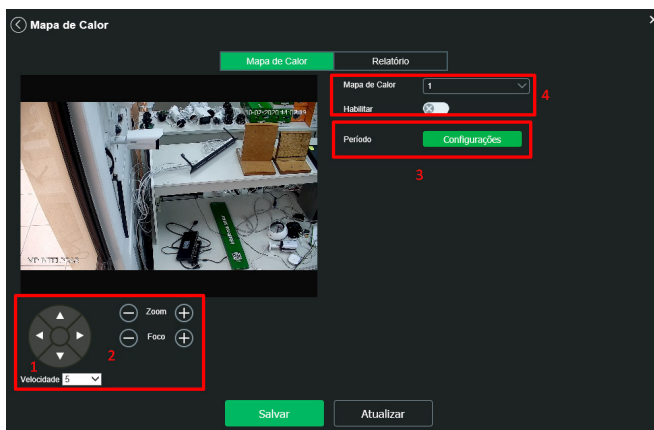 Mapa de Calor
Mapa de Calor Relatório
Mapa de Calor 1
4
Habilitar
Período Configurações
3
Zoom
Foco
1
2
Velocidade 5
Salvar Atualizar